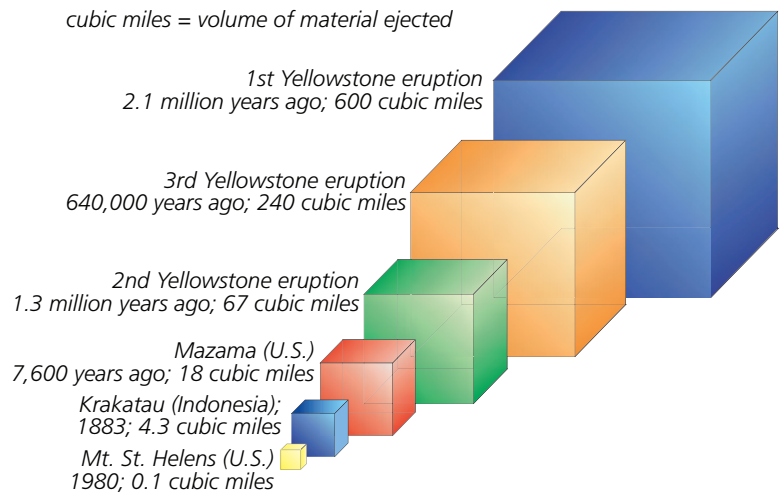 cubic miles = volume of material ejected
1st Yellowstone eruption
2.1 million years ago; 600 cubic miles
3rd Yellowstone eruption
640,000 years ago; 240 cubic miles
2nd Yellowstone eruption
1.3 million years ago; 67 cubic miles
Mazama (U.S.)
7,600 years ago; 18 cubic miles
Krakatau (Indonesia);
1883; 4.3 cubic miles
Mt. St. Helens (U.S.)
1980; 0.1 cubic miles